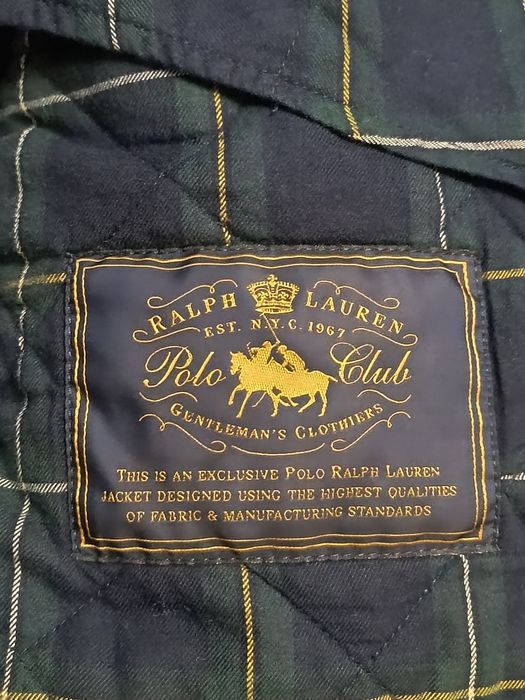 RALPH LAUREN
EST. N.Y.C. 1967
Polo Club
GENTLEMAN'S CLOTHIERS
THIS IS AN EXCLUSIVE POLO RALPH LAUREN
JACKET DESIGNED USING THE HIGHEST QUALITIES
OF FABRIC & MANUFACTURING STANDARDS